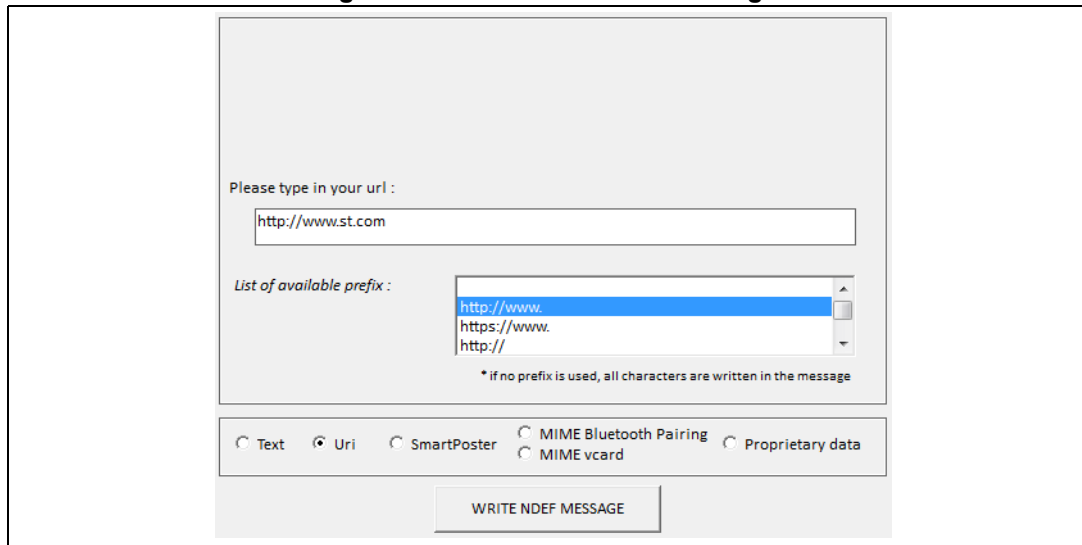 Please type in your url :
http://www.st.com
List of available prefix :
http://www.
https://www.
http://
* if no prefix is used, all characters are written in the message
Text Uri SmartPoster MIME Bluetooth Pairing Proprietary data
MIME vcard
WRITE NDEF MESSAGE